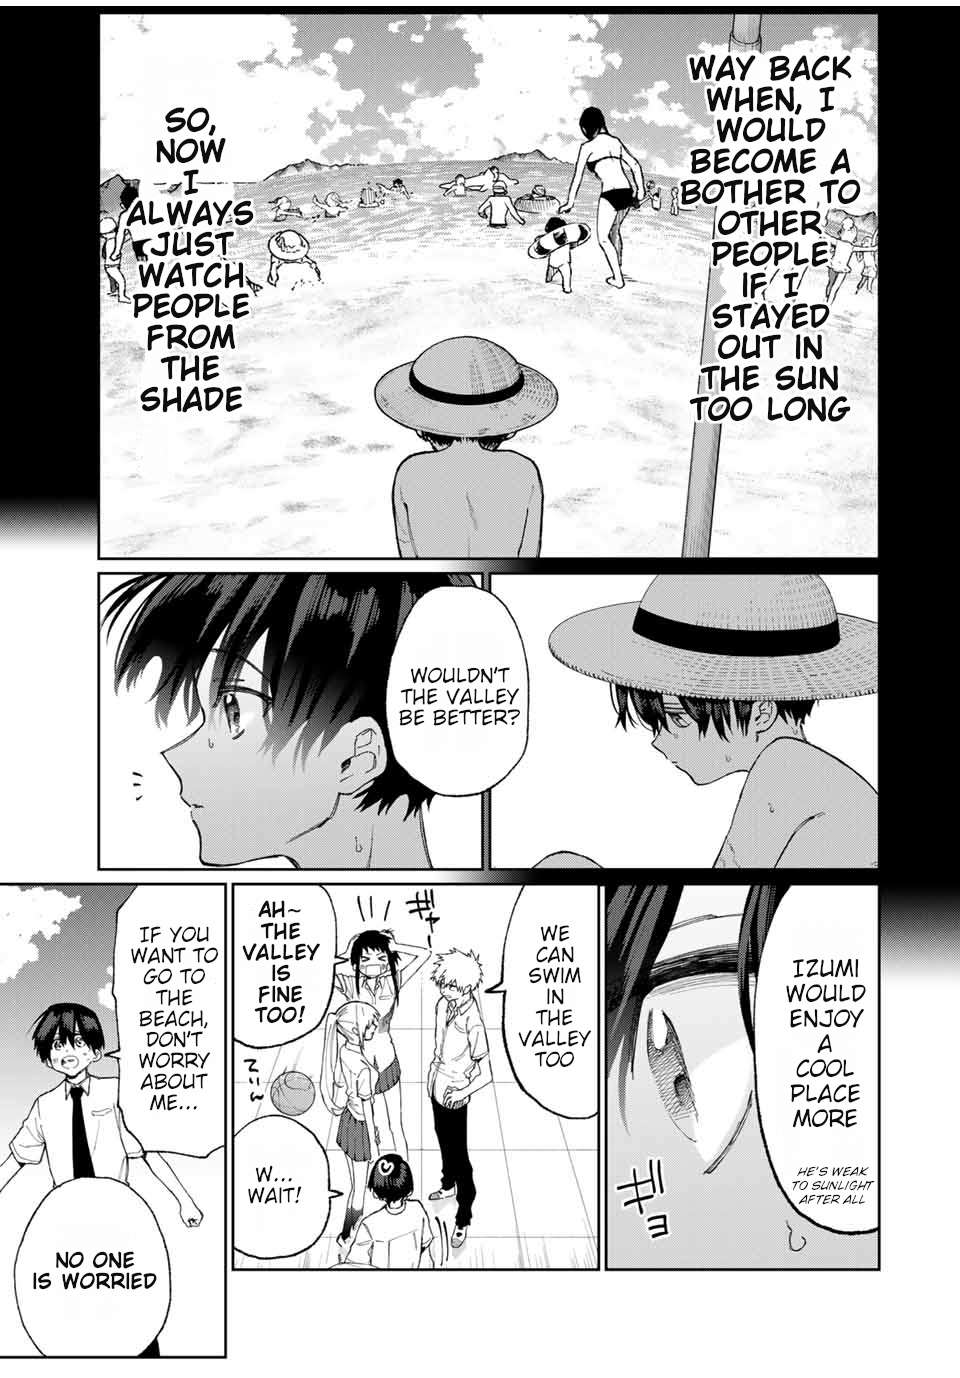 WAY BACK
WHEN, I
WOULD
BECOME A
BOTHER TO
OTHER
PEOPLE
IF I
STAYED
OUT IN
THE SUN
TOO LONG
SO,
NOW
I
ALWAYS
JUST
WATCH
PEOPLE
FROM
THE
SHADE
WOULDN'T
THE VALLEY
BE BETTER?
IZUMI
WOULD
ENJOY
A
COOL
PLACE
MORE
HE'S WEAK
TO SUNLIGHT
AFTER ALL
WE
CAN
SWIM
IN
THE
VALLEY
TOO
AH~
THE
VALLEY
IS
FINE
TOO!
W...
WAIT!
IF YOU
WANT TO
GO TO
THE
BEACH,
DON'T
WORRY
ABOUT
ME...
NO ONE
IS WORRIED